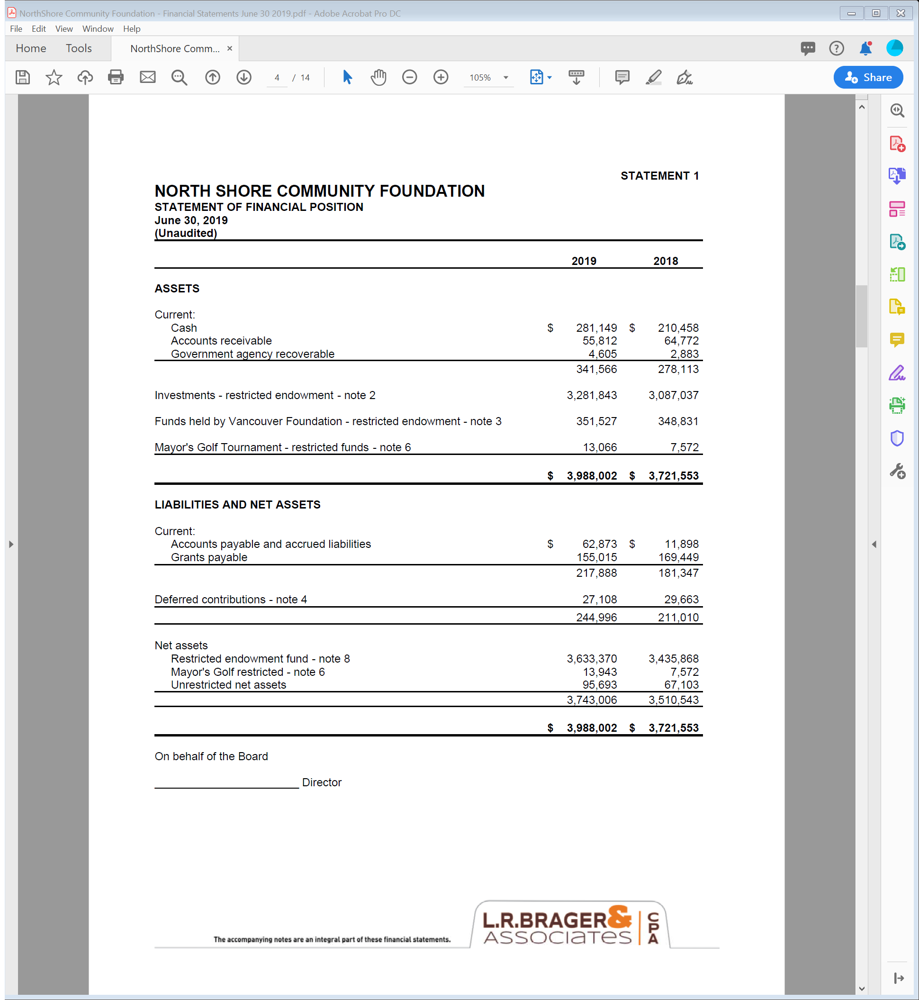 NorthShore Community Foundation - Financial Statements June 30 2019.pdf - Adobe Acrobat Pro DC
File Edit View Window Help
Home Tools NorthShore Comm... ×
4 / 14 105% Share
STATEMENT 1
NORTH SHORE COMMUNITY FOUNDATION
STATEMENT OF FINANCIAL POSITION
June 30, 2019
(Unaudited)
2019 2018
ASSETS
Current:
Cash $ 281,149 $ 210,458
Accounts receivable 55,812 64,772
Government agency recoverable 4,605 2,883
341,566 278,113
Investments - restricted endowment - note 2 3,281,843 3,087,037
Funds held by Vancouver Foundation - restricted endowment - note 3 351,527 348,831
Mayor's Golf Tournament - restricted funds - note 6 13,066 7,572
$ 3,988,002 $ 3,721,553
LIABILITIES AND NET ASSETS
Current:
Accounts payable and accrued liabilities $ 62,873 $ 11,898
Grants payable 155,015 169,449
217,888 181,347
Deferred contributions - note 4 27,108 29,663
244,996 211,010
Net assets
Restricted endowment fund - note 8 3,633,370 3,435,868
Mayor's Golf restricted - note 6 13,943 7,572
Unrestricted net assets 95,693 67,103
3,743,006 3,510,543
$ 3,988,002 $ 3,721,553
On behalf of the Board
Director
The accompanying notes are an integral part of these financial statements.
L.R.BRAGER&
ASSOCIATES
CPA